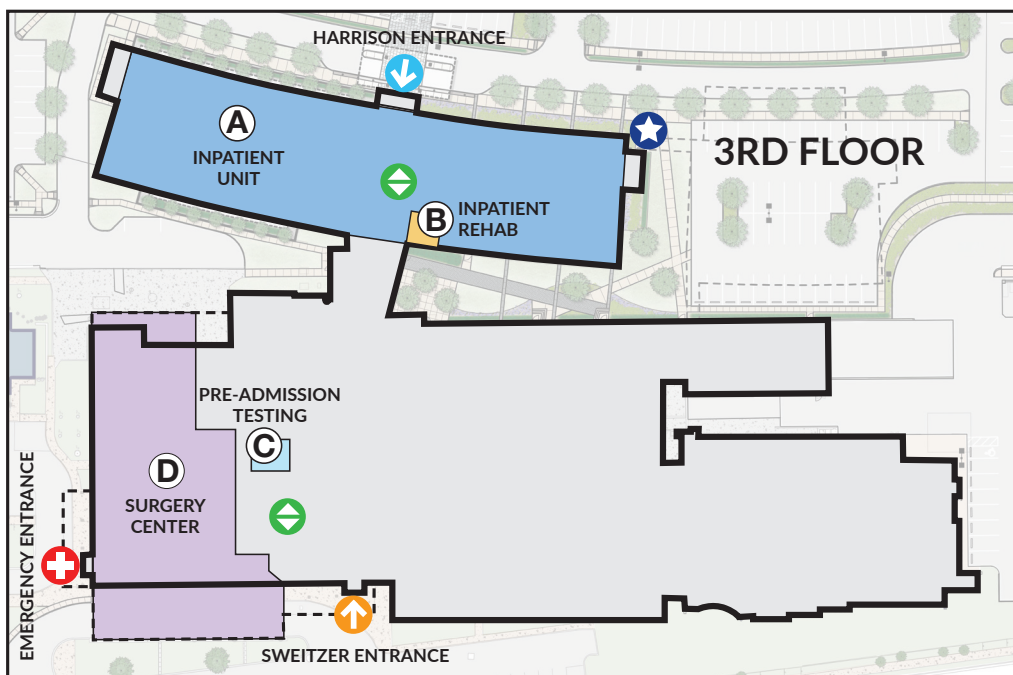 HARRISON ENTRANCE
A
INPATIENT
UNIT
3RD FLOOR
B
INPATIENT
REHAB
PRE-ADMISSION
TESTING
C
D
SURGERY
CENTER
EMERGENCY ENTRANCE
SWEITZER ENTRANCE